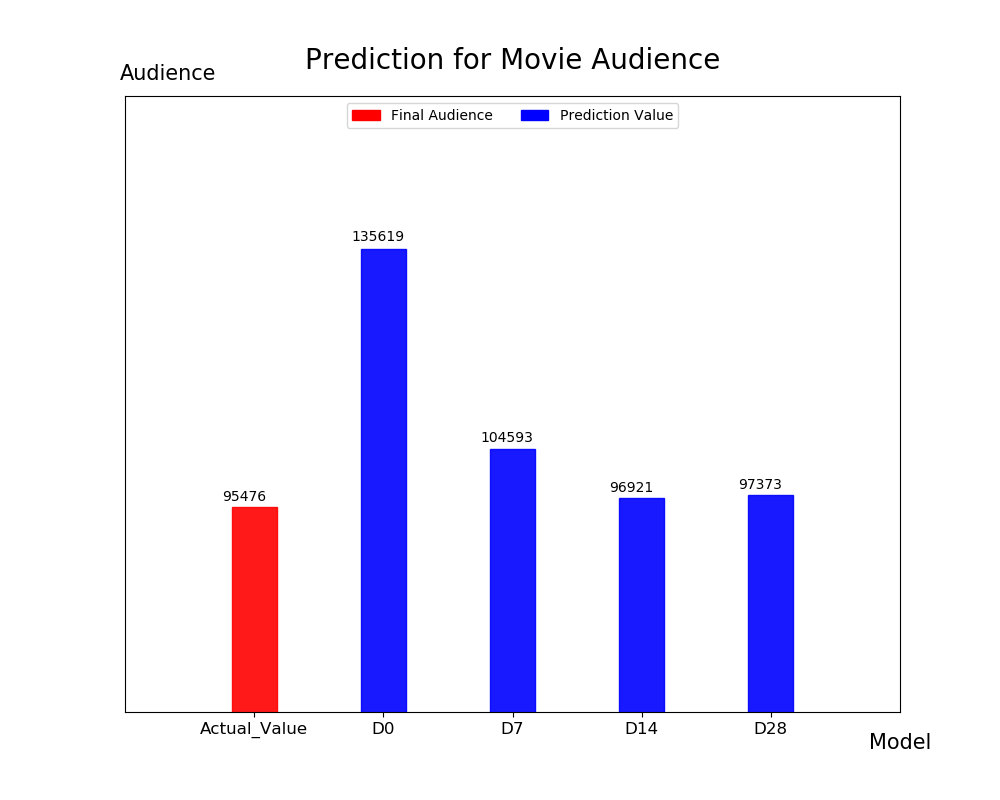 Prediction for Movie Audience
Audience
Final Audience Prediction Value
135619
104593
95476
96921
97373
Actual_Value D0 D7 D14 D28
Model